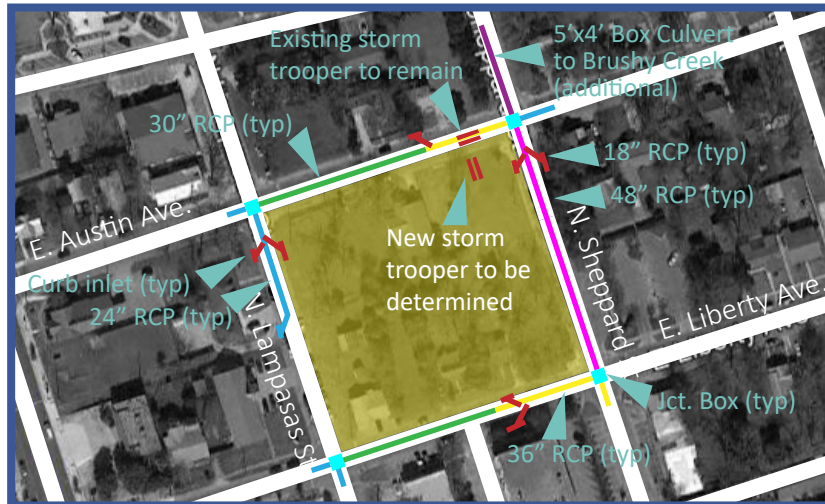 Existing storm
trooper to remain
5'x4' Box Culvert
to Brushy Creek
(additional)
Sheppard
30" RCP (typ)
18" RCP (typ)
48" RCP (typ)
E. Austin Ave.
New storm
trooper to be
determined
N. Sheppard
Curb inlet (typ)
24" RCP (typ)
N. Lampasas St
E. Liberty Ave.
Jct. Box (typ)
36" RCP (typ)